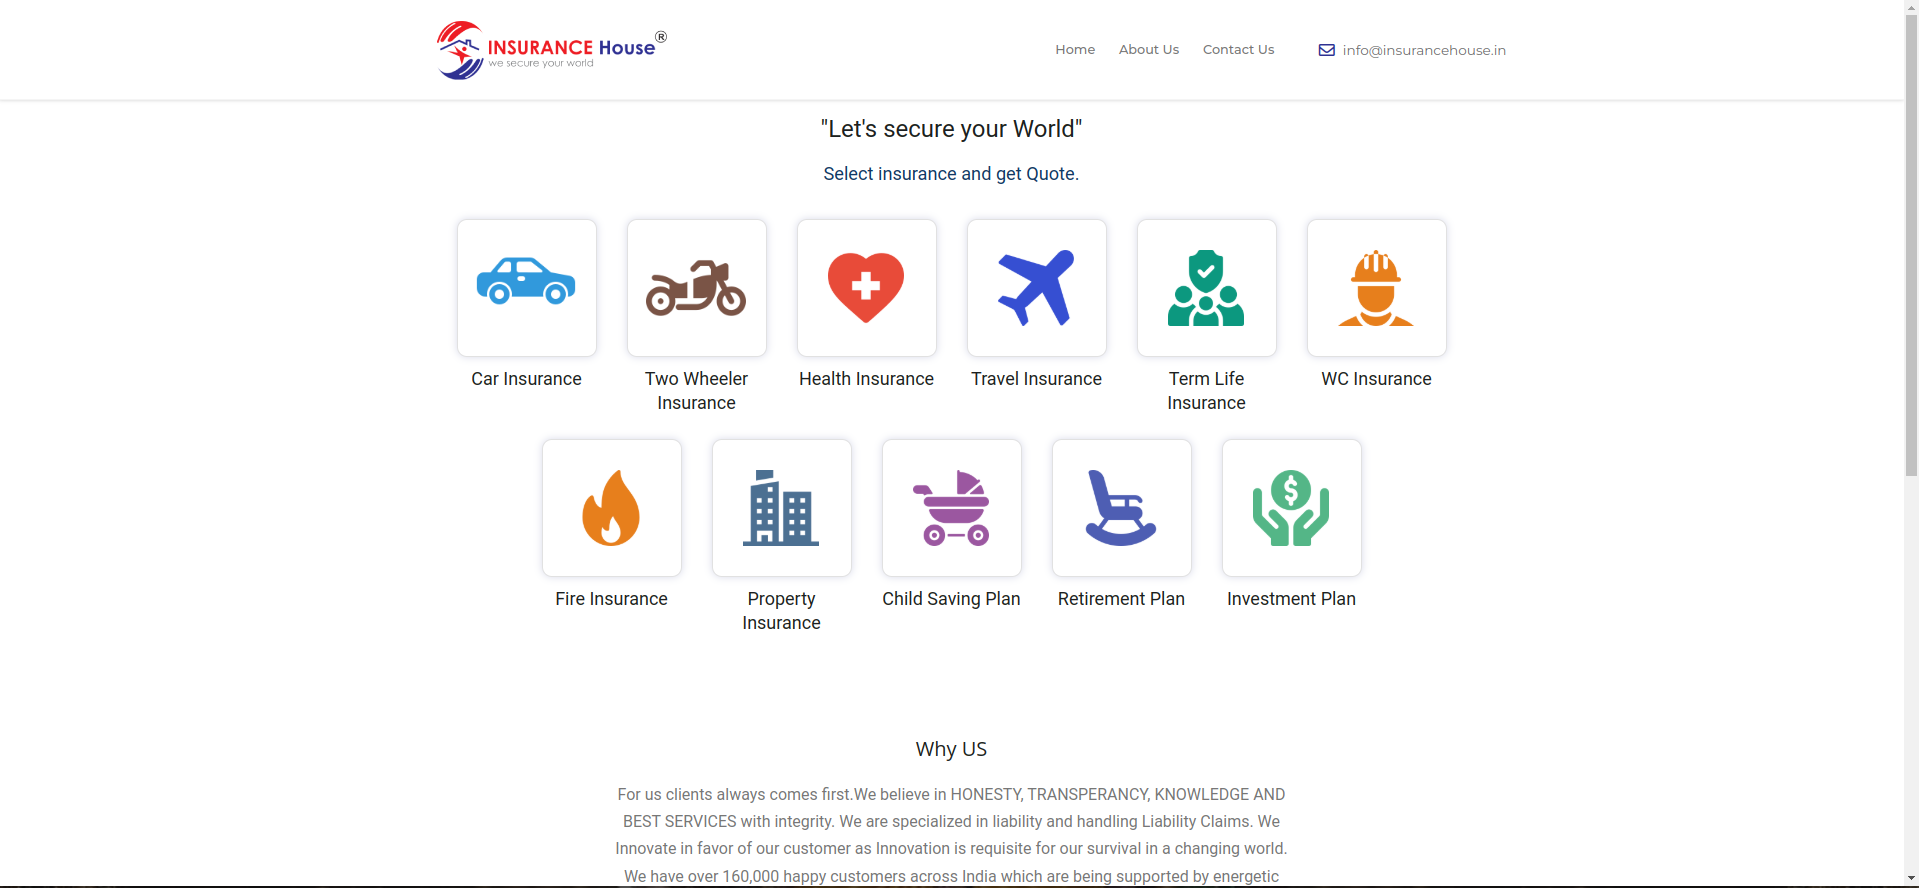 INSURANCE House®
we secure your world
Home About Us Contact Us info@insurancehouse.in
"Let's secure your World"
Select insurance and get Quote.
Car Insurance
Two Wheeler
Insurance
Health Insurance
Travel Insurance
Term Life
Insurance
WC Insurance
Fire Insurance
Property
Insurance
Child Saving Plan
Retirement Plan
Investment Plan
Why US
For us clients always comes first.We believe in HONESTY, TRANSPERANCY, KNOWLEDGE AND
BEST SERVICES with integrity. We are specialized in liability and handling Liability Claims. We
Innovate in favor of our customer as Innovation is requisite for our survival in a changing world.
We have over 160,000 happy customers across India which are being supported by energetic